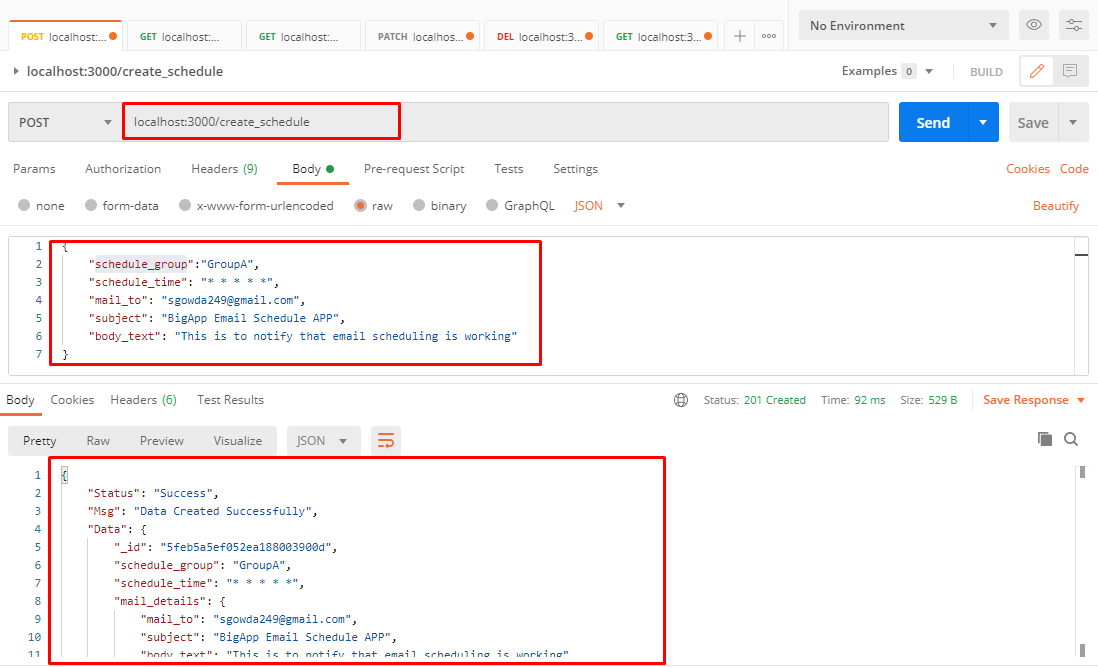 POST localhost:... GET localhost:... GET localhost:... PATCH localhos... DEL localhost:3... GET localhost:3... No Environment
localhost:3000/create_schedule Examples 0 BUILD
POST localhost:3000/create_schedule Send Save
Params Authorization Headers (9) Body Pre-request Script Tests Settings Cookies Code
none form-data x-www-form-urlencoded raw binary GraphQL JSON Beautify
1 {
2 "schedule_group":"GroupA",
3 "schedule_time": "* * * * *",
4 "mail_to": "sgowda249@gmail.com",
5 "subject": "BigApp Email Schedule APP",
6 "body_text": "This is to notify that email scheduling is working"
7 }
Body Cookies Headers (6) Test Results Status: 201 Created Time: 92 ms Size: 529 B Save Response
Pretty Raw Preview Visualize JSON
1 {
2 "Status": "Success",
3 "Msg": "Data Created Successfully",
4 "Data": {
5 "_id": "5feb5a5ef052ea188003900d",
6 "schedule_group": "GroupA",
7 "schedule_time": "* * * * *",
8 "mail_details": {
9 "mail_to": "sgowda249@gmail.com",
10 "subject": "BigApp Email Schedule APP",
11 "body_text": "This is to notify that email scheduling is working"